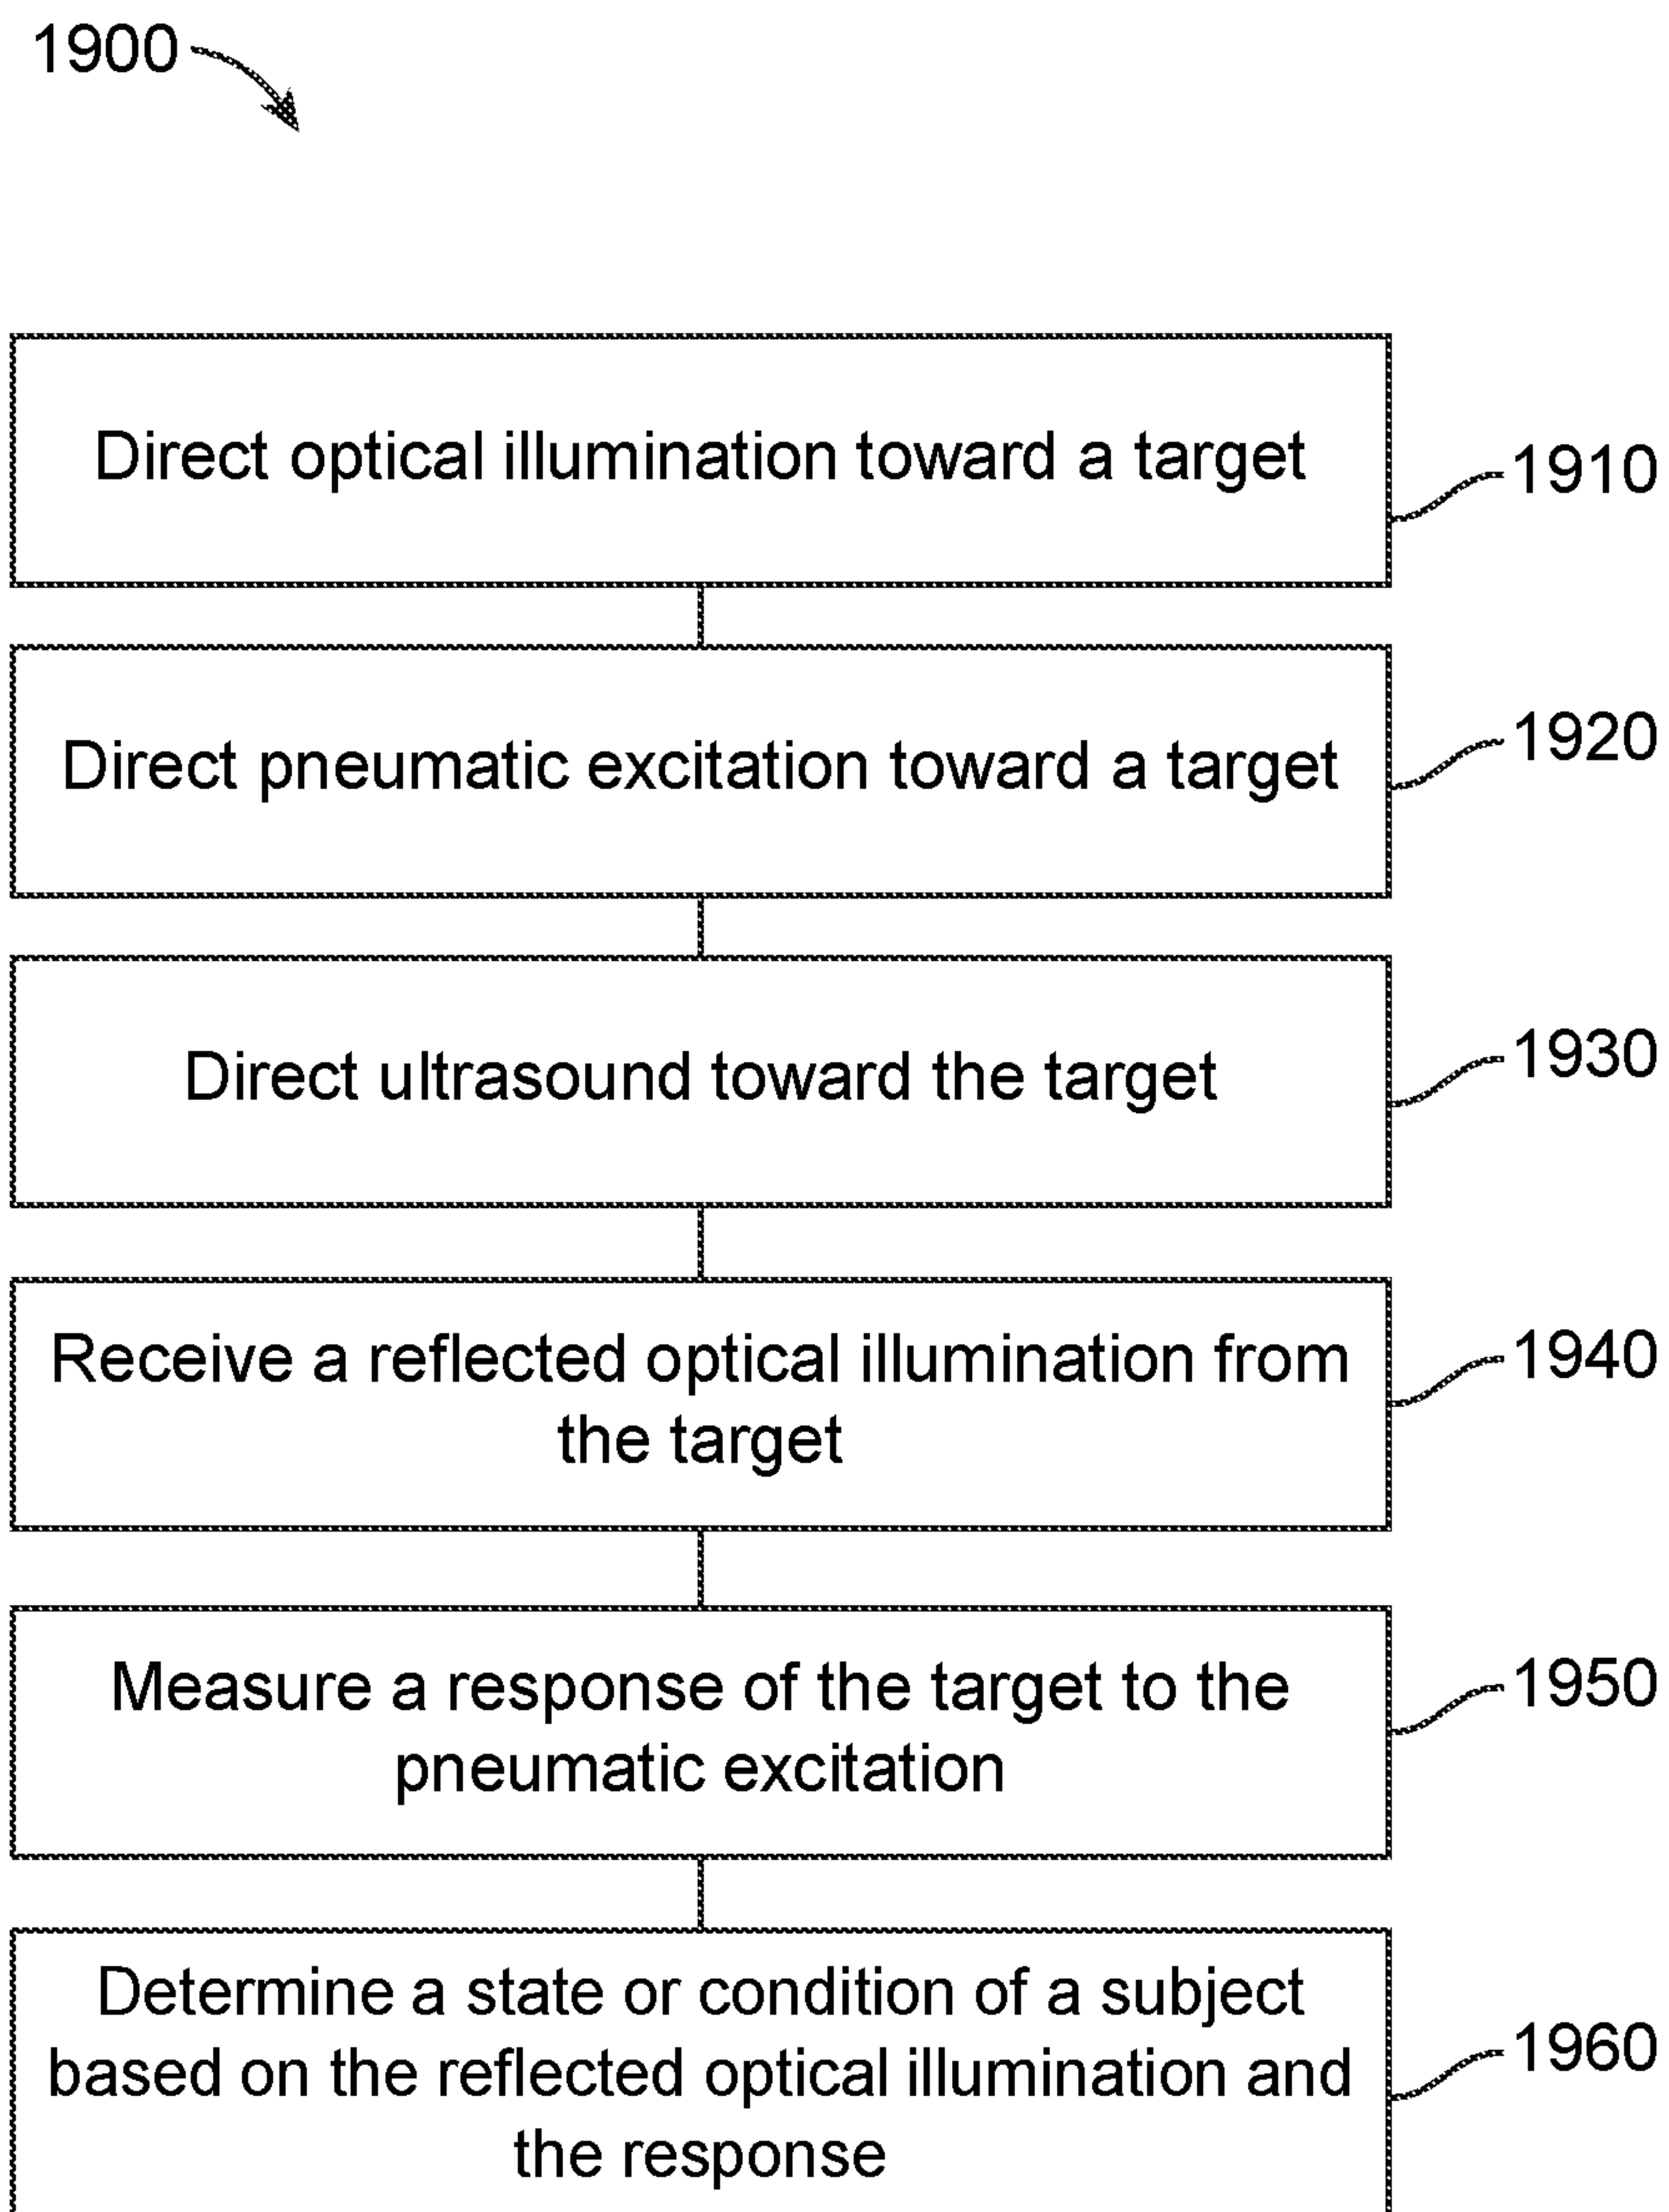 1900
Direct optical illumination toward a target
1910
Direct pneumatic excitation toward a target
1920
Direct ultrasound toward the target
1930
Receive a reflected optical illumination from
the target
1940
Measure a response of the target to the
pneumatic excitation
1950
Determine a state or condition of a subject
based on the reflected optical illumination and
the response
1960